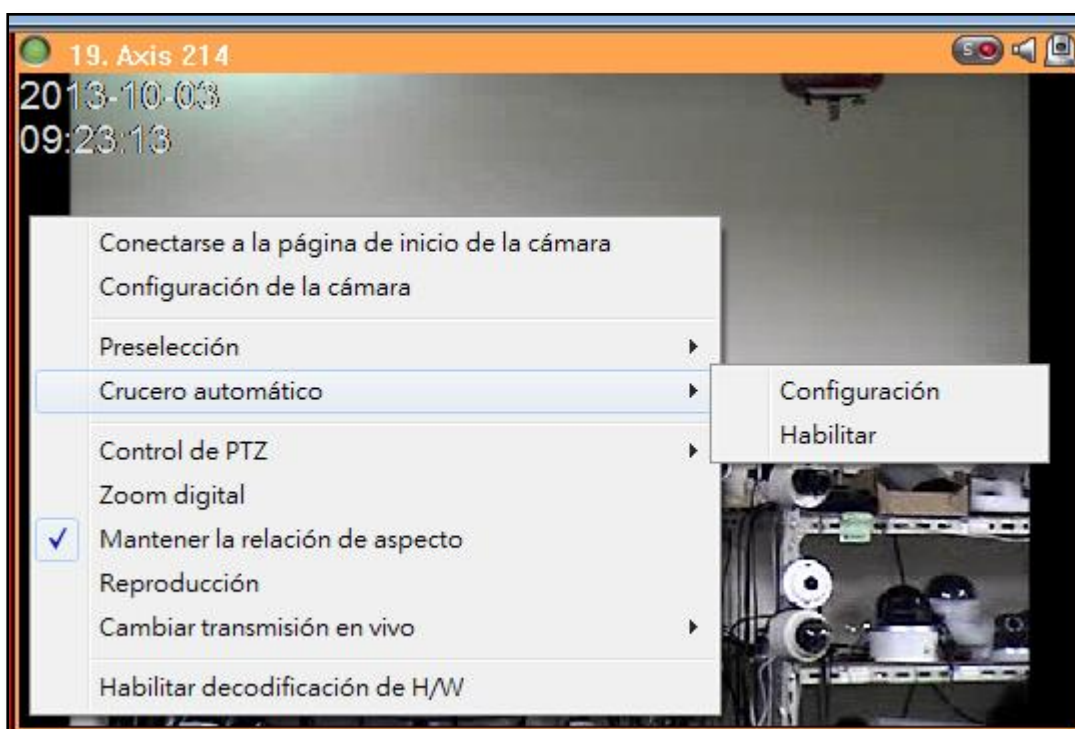 19. Axis 214
S
2013-10-03
09:23:13
Conectarse a la página de inicio de la cámara
Configuración de la cámara
Preselección
Crucero automático
Configuración
Habilitar
Control de PTZ
Zoom digital
Mantener la relación de aspecto
Reproducción
Cambiar transmisión en vivo
Habilitar decodificación de H/W